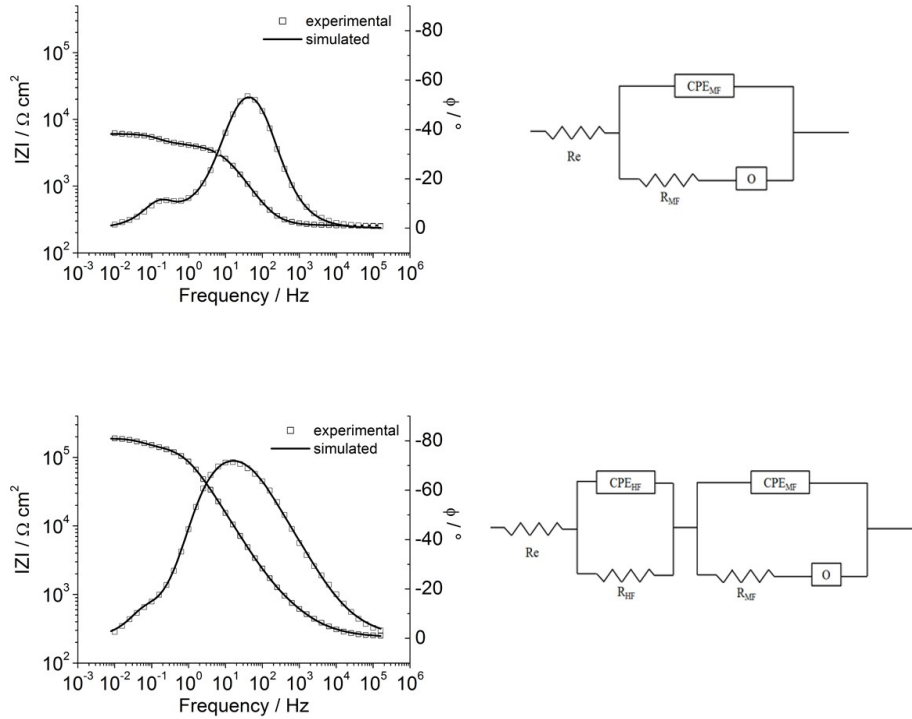 experimental
simulated
IZI / Ω cm²
10⁵
10⁴
10³
10²
-80
-60
-40
-20
0
ϕ / °
10⁻³ 10⁻² 10⁻¹ 10⁰ 10¹ 10² 10³ 10⁴ 10⁵ 10⁶
Frequency / Hz
CPE_MF
Re
R_MF
O
experimental
simulated
IZI / Ω cm²
10⁵
10⁴
10³
10²
-80
-60
-40
-20
0
ϕ / °
10⁻³ 10⁻² 10⁻¹ 10⁰ 10¹ 10² 10³ 10⁴ 10⁵ 10⁶
Frequency / Hz
CPE_HF
CPE_MF
Re
R_HF
R_MF
O